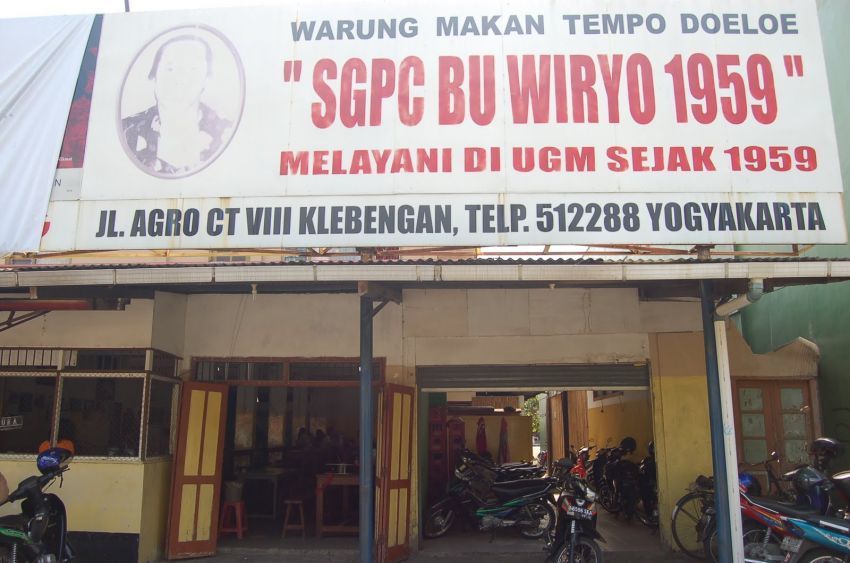 WARUNG MAKAN TEMPO DOELOE
"SGPC BU WIRYO 1959"
MELAYANI DI UGM SEJAK 1959
JL. AGRO CT VIII KLEBENGAN, TELP. 512288 YOGYAKARTA